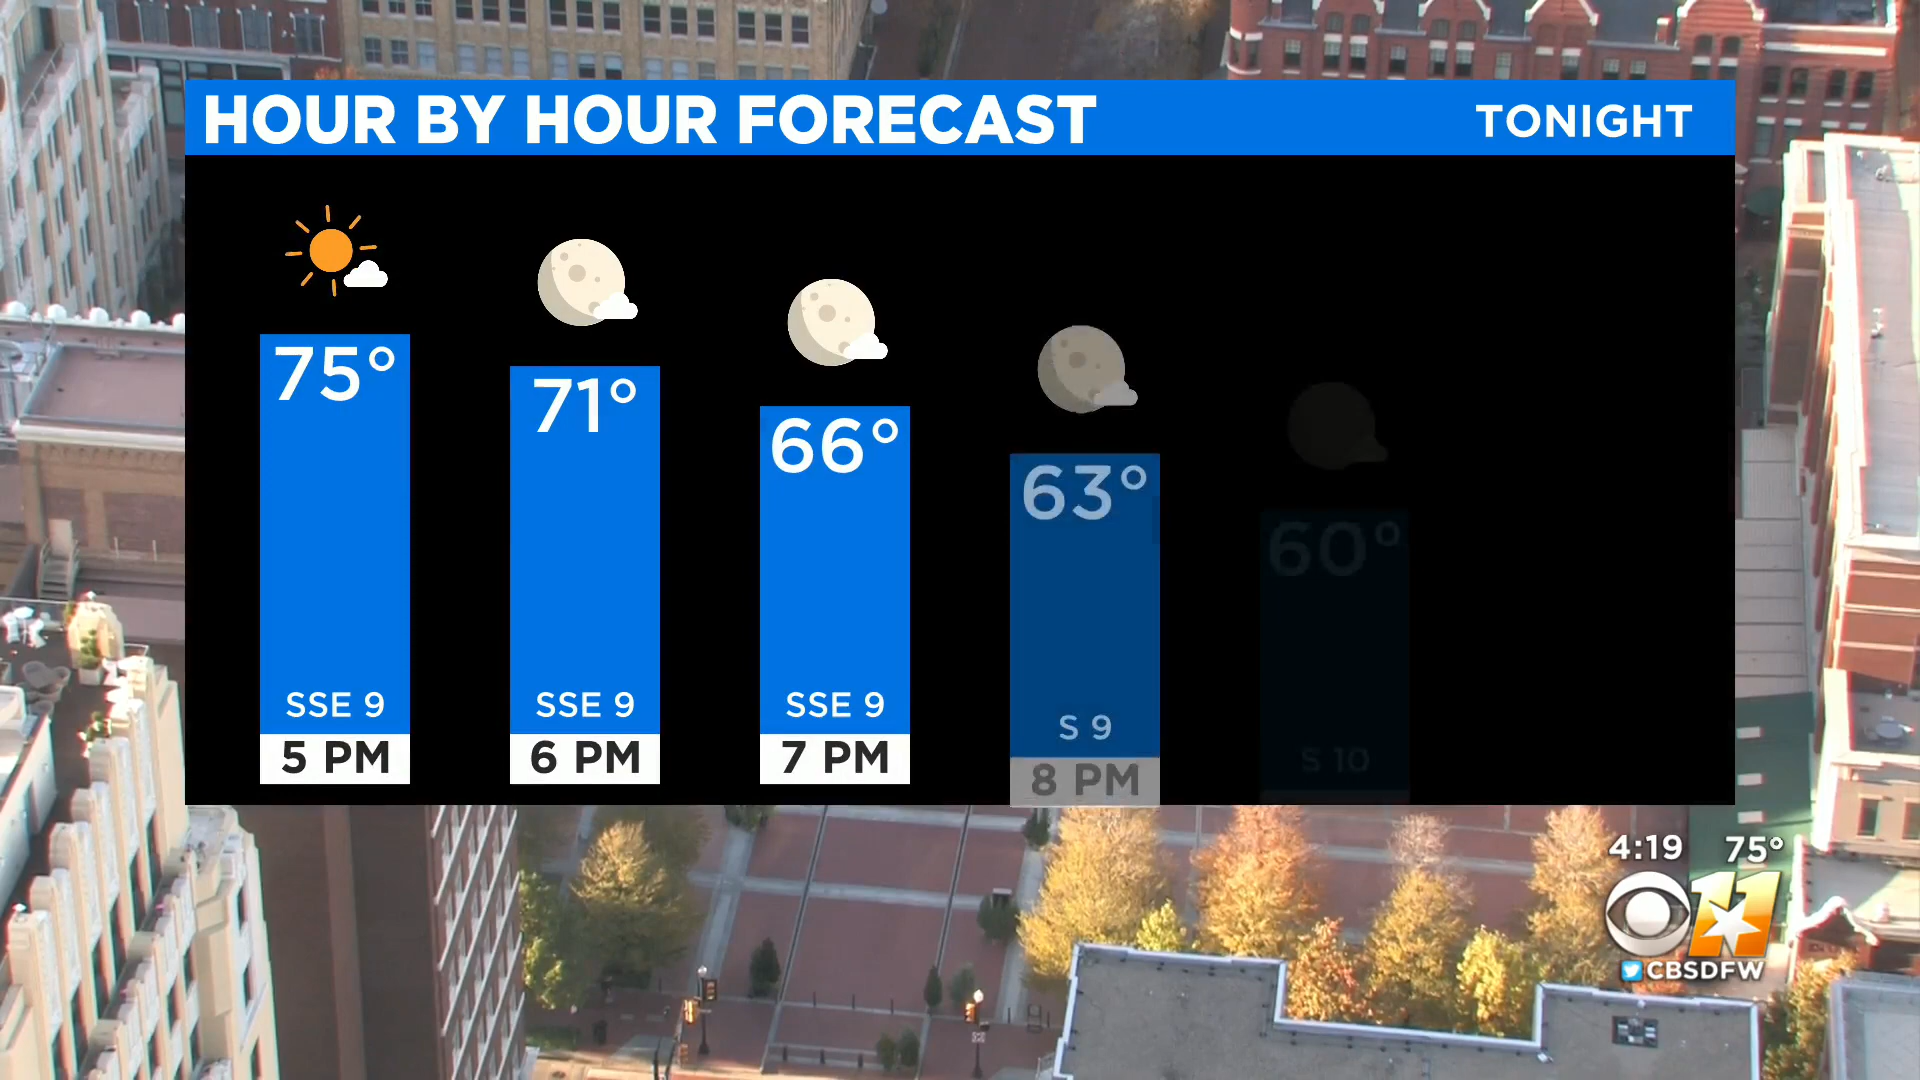 HOUR BY HOUR FORECAST
TONIGHT
75°
71°
66°
63°
60°
SSE 9
SSE 9
SSE 9
S 9
S 10
5 PM
6 PM
7 PM
8 PM
4:19 75°
11
CBSDFW